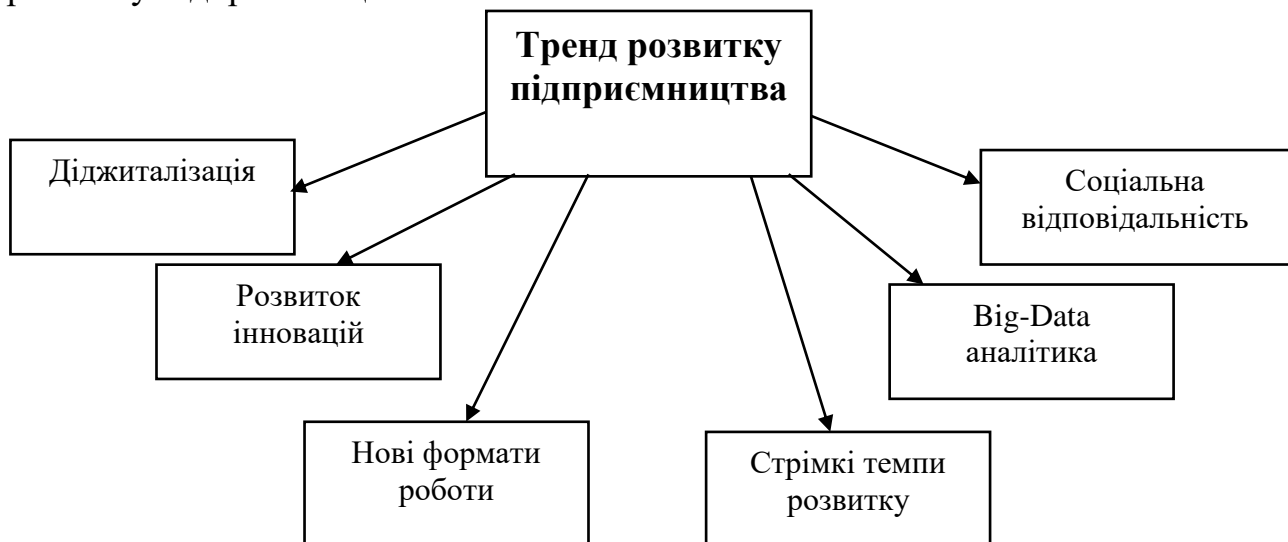 Тренд розвитку
підприємництва
Діджиталізація
Соціальна
відповідальність
Розвиток
інновацій
Big-Data
аналітика
Нові формати
роботи
Стрімкі темпи
розвитку